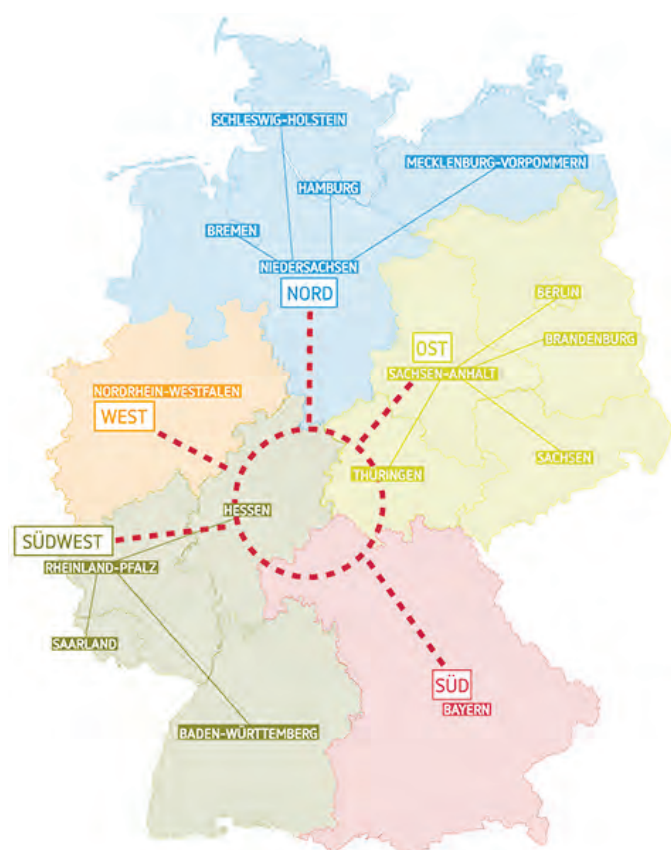 SCHLESWIG-HOLSTEIN
MECKLENBURG-VORPOMMERN
HAMBURG
BREMEN
NIEDERSACHSEN
NORD
BERLIN
BRANDENBURG
OST
SACHSEN-ANHALT
NORDRHEIN-WESTFALEN
WEST
SACHSEN
THÜRINGEN
HESSEN
SÜDWEST
RHEINLAND-PFALZ
SAARLAND
SÜD
BAYERN
BADEN-WÜRTTEMBERG